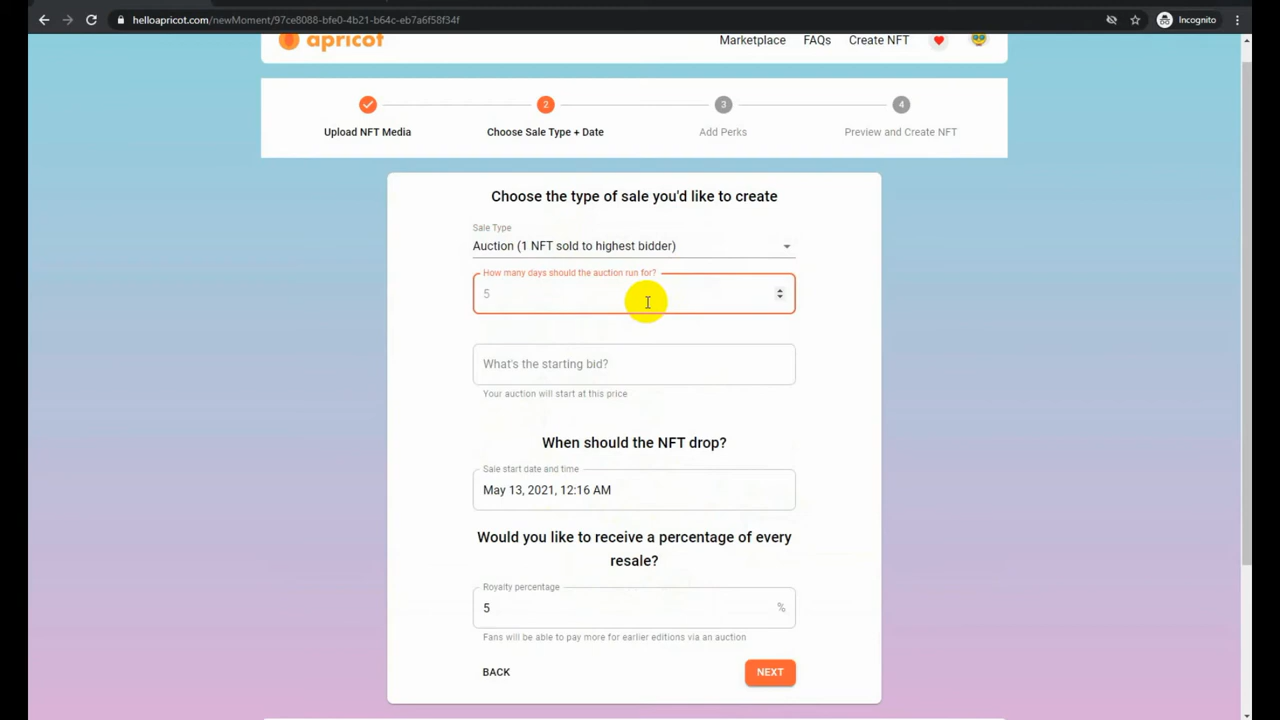 helloapricot.com/newMoment/97ce8088-bfe0-4b21-b64c-eb7a6f58f34f
Incognito
apricot
Marketplace
FAQs
Create NFT
2
3
4
Upload NFT Media
Choose Sale Type + Date
Add Perks
Preview and Create NFT
Choose the type of sale you'd like to create
Sale Type
Auction (1 NFT sold to highest bidder)
How many days should the auction run for?
5
What's the starting bid?
Your auction will start at this price
When should the NFT drop?
Sale start date and time
May 13, 2021, 12:16 AM
Would you like to receive a percentage of every
resale?
Royalty percentage
5 %
Fans will be able to pay more for earlier editions via an auction
BACK
NEXT